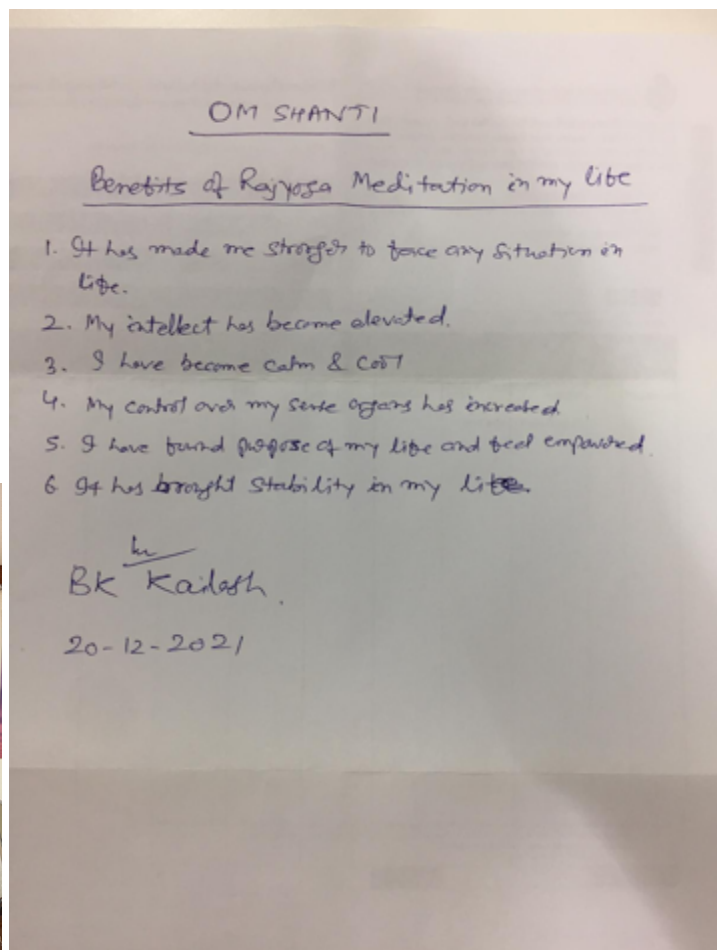 OM SHANTI
Benefits of Rajyoga Meditation in my life
1. It has made me stronger to face any situation in
life.
2. My intellect has become elevated.
3. I have become calm & cool
4. My control over my sense organs has increased
5. I have found purpose of my life and feel empowered.
6 It has brought stability in my life.
BK Kailash.
20-12-2021